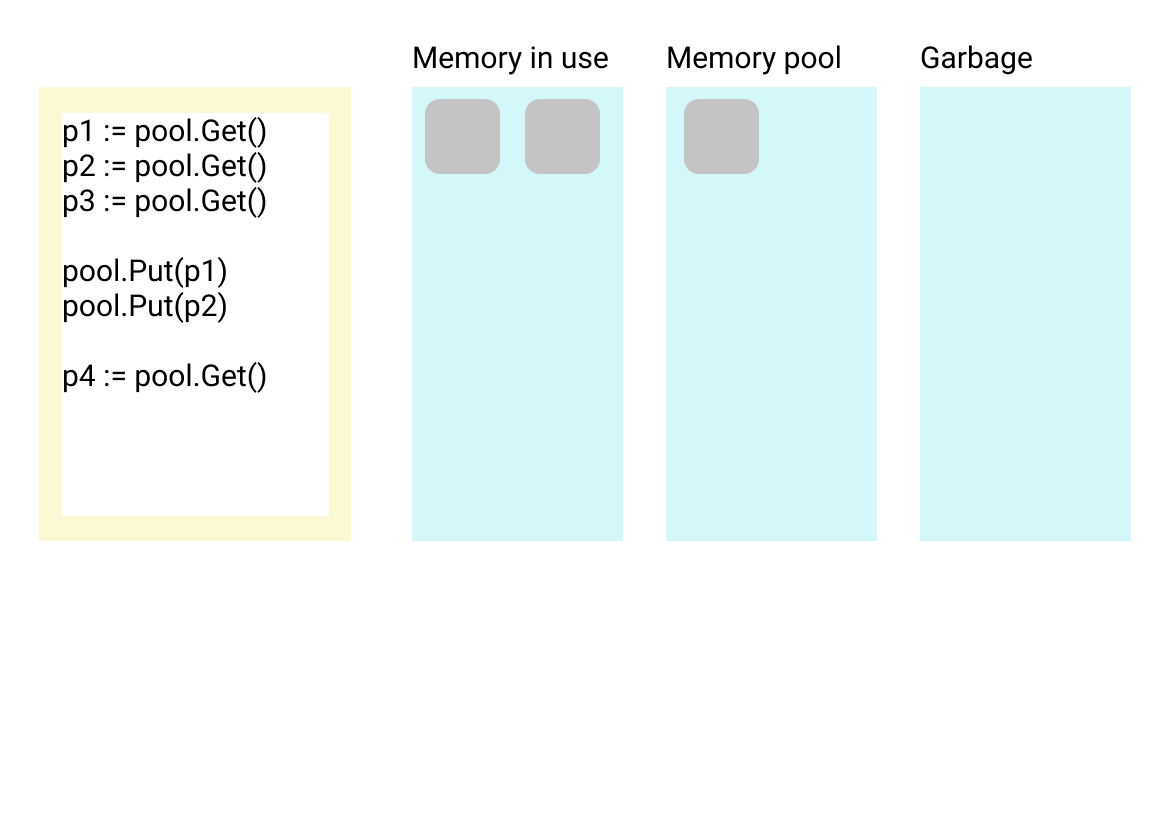 Memory in use
Memory pool
Garbage
p1 := pool.Get()
p2 := pool.Get()
p3 := pool.Get()
pool.Put(p1)
pool.Put(p2)
p4 := pool.Get()